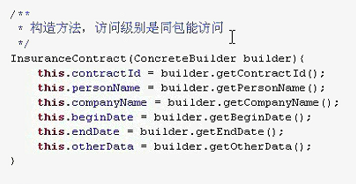 /**
 * 构造方法，访问级别是同包能访问
 */
InsuranceContract(ConcreteBuilder builder){
    this.contractId = builder.getContractId();
    this.personName = builder.getPersonName();
    this.companyName = builder.getCompanyName();
    this.beginDate = builder.getBeginDate();
    this.endDate = builder.getEndDate();
    this.otherData = builder.getOtherData();
}